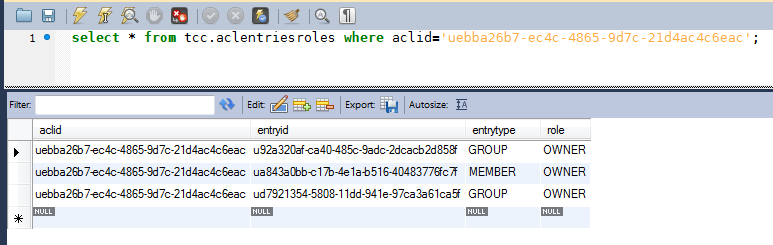 1 select * from tcc.aclentriesroles where aclid='uebba26b7-ec4c-4865-9d7c-21d4ac4c6eac';
Filter: Edit: Export: Autosize:
aclid entryid entrytype role
uebba26b7-ec4c-4865-9d7c-21d4ac4c6eac u92a320af-ca40-485c-9adc-2dcacb2d858f GROUP OWNER
uebba26b7-ec4c-4865-9d7c-21d4ac4c6eac ua843a0bb-c17b-4e1a-b516-40483776fc7f MEMBER OWNER
uebba26b7-ec4c-4865-9d7c-21d4ac4c6eac ud7921354-5808-11dd-941e-97ca3a61ca5f GROUP OWNER
NULL NULL NULL NULL